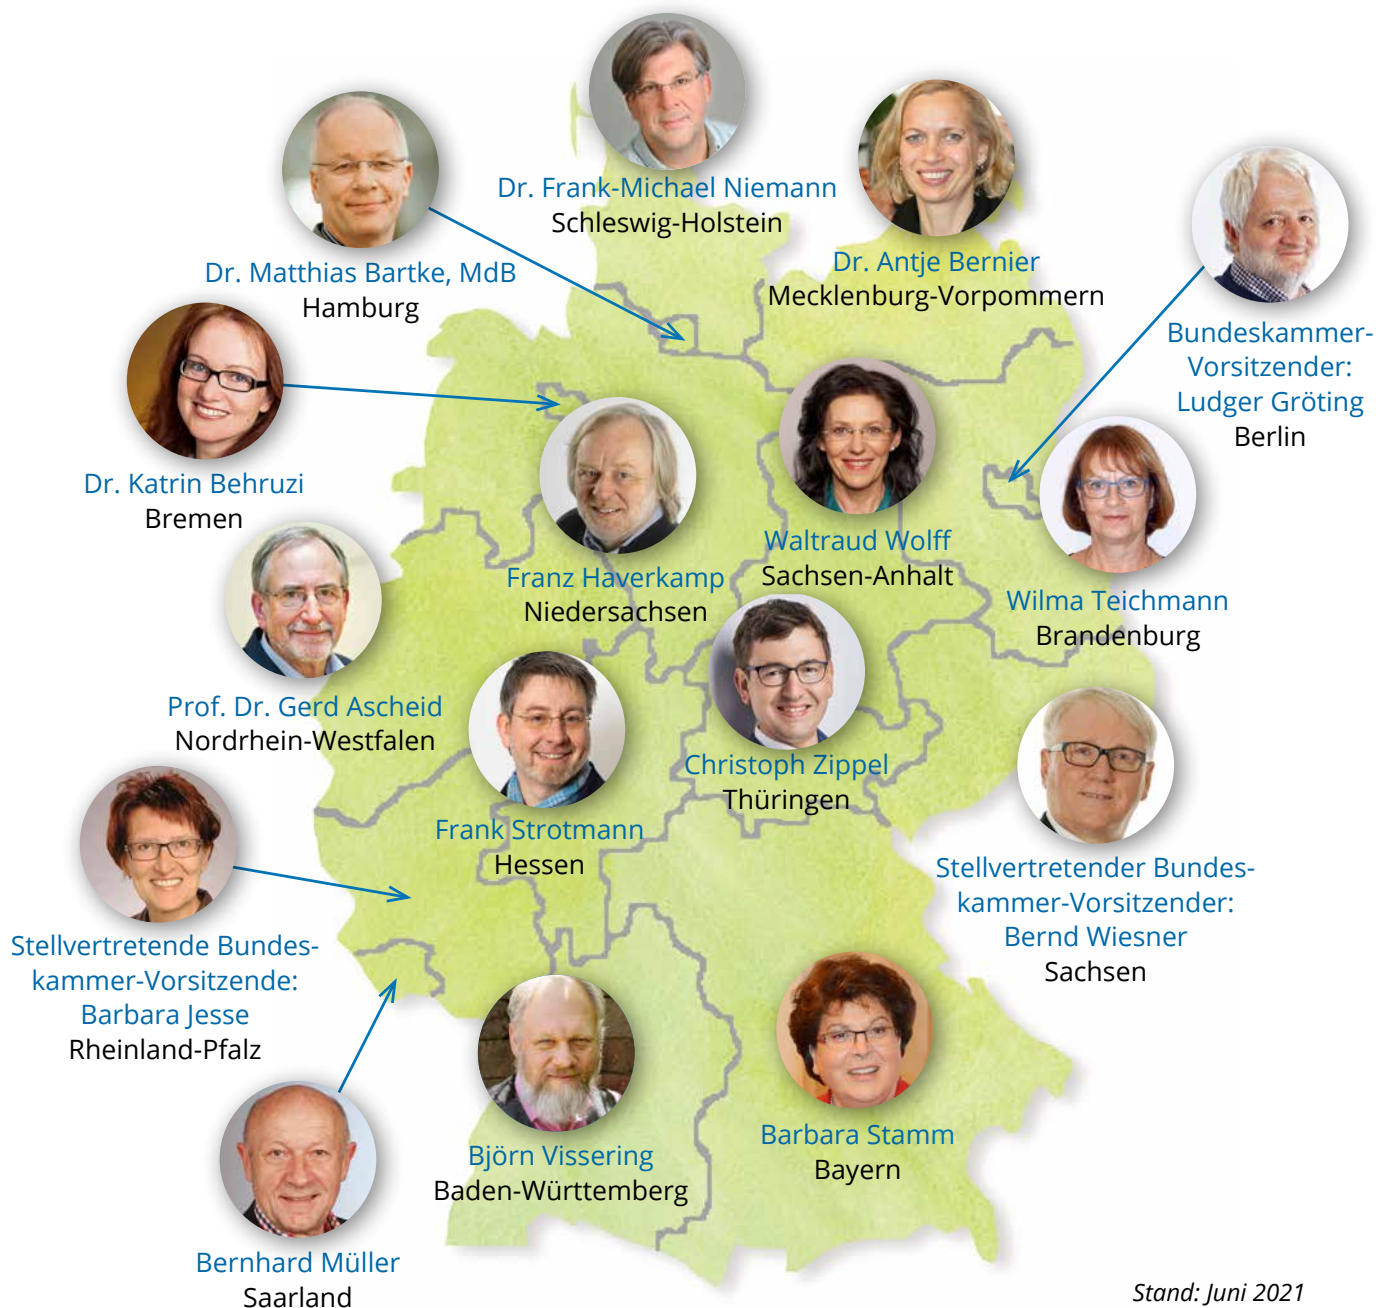 Dr. Frank-Michael Niemann
Schleswig-Holstein
Dr. Matthias Bartke, MdB
Hamburg
Dr. Antje Bernier
Mecklenburg-Vorpommern
Bundeskammer-
Vorsitzender:
Ludger Gröting
Berlin
Dr. Katrin Behruzi
Bremen
Franz Haverkamp
Niedersachsen
Waltraud Wolff
Sachsen-Anhalt
Wilma Teichmann
Brandenburg
Prof. Dr. Gerd Ascheid
Nordrhein-Westfalen
Christoph Zippel
Thüringen
Frank Strotmann
Hessen
Stellvertretender Bundes-
kammer-Vorsitzender:
Bernd Wiesner
Sachsen
Stellvertretende Bundes-
kammer-Vorsitzende:
Barbara Jesse
Rheinland-Pfalz
Björn Vissering
Baden-Württemberg
Barbara Stamm
Bayern
Bernhard Müller
Saarland
Stand: Juni 2021